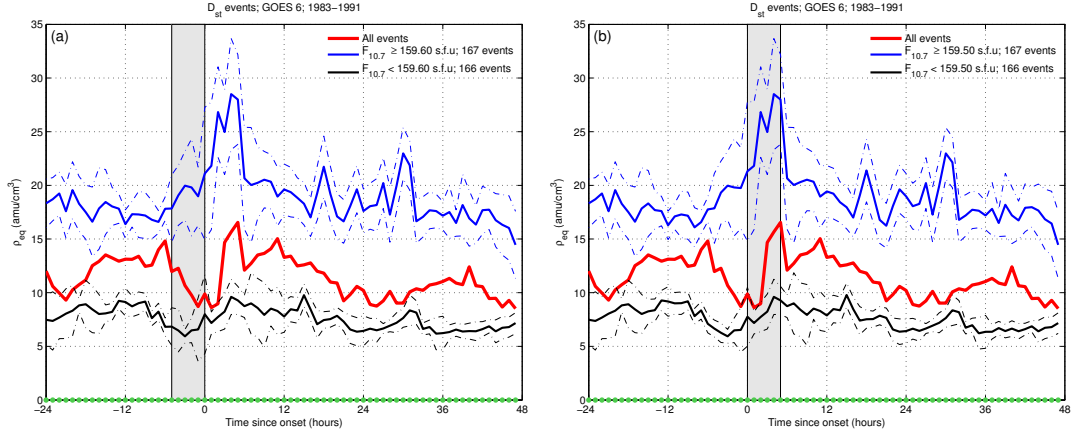 D_st events; GOES 6; 1983−1991
(a)
All events
F_10.7 ≥ 159.60 s.f.u; 167 events
F_10.7 < 159.60 s.f.u; 166 events
ρ_eq (amu/cm³)
35
30
25
20
15
10
5
0
−24 −12 0 12 24 36 48
Time since onset (hours)
D_st events; GOES 6; 1983−1991
(b)
All events
F_10.7 ≥ 159.50 s.f.u; 167 events
F_10.7 < 159.50 s.f.u; 166 events
ρ_eq (amu/cm³)
35
30
25
20
15
10
5
0
−24 −12 0 12 24 36 48
Time since onset (hours)